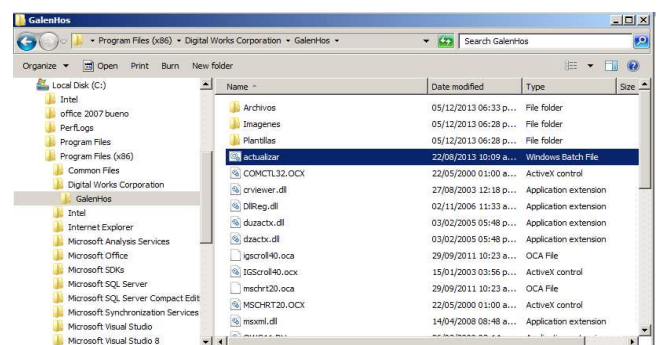 GalenHos
Program Files (x86) Digital Works Corporation GalenHos Search GalenHos
Organize Open Print Burn New folder
Local Disk (C:)
Intel
office 2007 bueno
PerfLogs
Program Files
Program Files (x86)
Common Files
Digital Works Corporation
GalenHos
Intel
Internet Explorer
Microsoft Analysis Services
Microsoft Office
Microsoft SDKs
Microsoft SQL Server
Microsoft SQL Server Compact Edit
Microsoft Synchronization Services
Microsoft Visual Studio
Microsoft Visual Studio 8
Name Date modified Type Size
Archivos 05/12/2013 06:33 p... File folder
Imagenes 05/12/2013 06:28 p... File folder
Plantillas 05/12/2013 06:28 p... File folder
actualizar 22/08/2013 10:09 a... Windows Batch File
COMCTL32.OCX 22/05/2000 01:00 a... ActiveX control
crviewer.dll 27/08/2003 12:18 p... Application extension
DllReg.dll 02/11/2006 11:33 a... Application extension
duzactx.dll 03/02/2005 05:48 p... Application extension
dzactx.dll 03/02/2005 05:48 p... Application extension
igscroll40.oca 29/09/2011 10:23 a... OCA File
IGScroll40.ocx 15/01/2003 03:56 p... ActiveX control
mschrt20.oca 29/09/2011 10:23 a... OCA File
MSCHRT20.OCX 22/05/2000 01:00 a... ActiveX control
msxml.dll 14/04/2008 08:48 a... Application extension